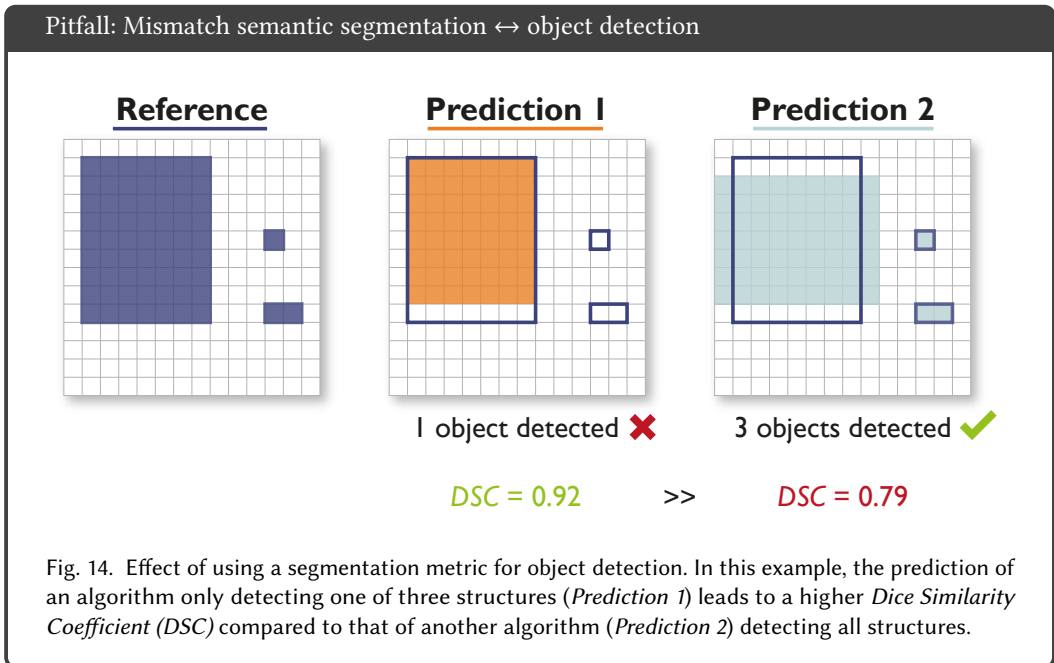 Pitfall: Mismatch semantic segmentation ↔ object detection
Reference Prediction 1 Prediction 2
1 object detected ✖ 3 objects detected ✔
DSC = 0.92 >> DSC = 0.79
Fig. 14. Effect of using a segmentation metric for object detection. In this example, the prediction of
an algorithm only detecting one of three structures (Prediction 1) leads to a higher Dice Similarity
Coefficient (DSC) compared to that of another algorithm (Prediction 2) detecting all structures.